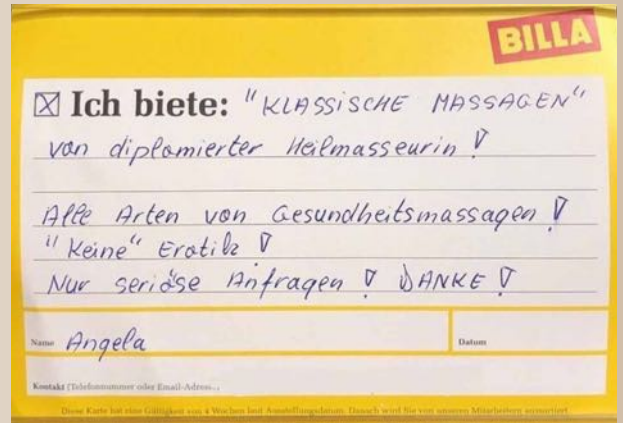 BILLA
☒ Ich biete: "KLASSISCHE MASSAGEN"
von diplomierter Heilmasseurin !
Alle Arten von Gesundheitsmassagen !
"Keine" Erotik !
Nur seriöse Anfragen ! DANKE !
Name Angela Datum
Kontakt (Telefonnummer oder Email-Adress...
Diese Karte hat eine Gültigkeit von 4 Wochen laut Ausstellungsdatum. Danach wird Sie von unseren Mitarbeitern aussortiert.